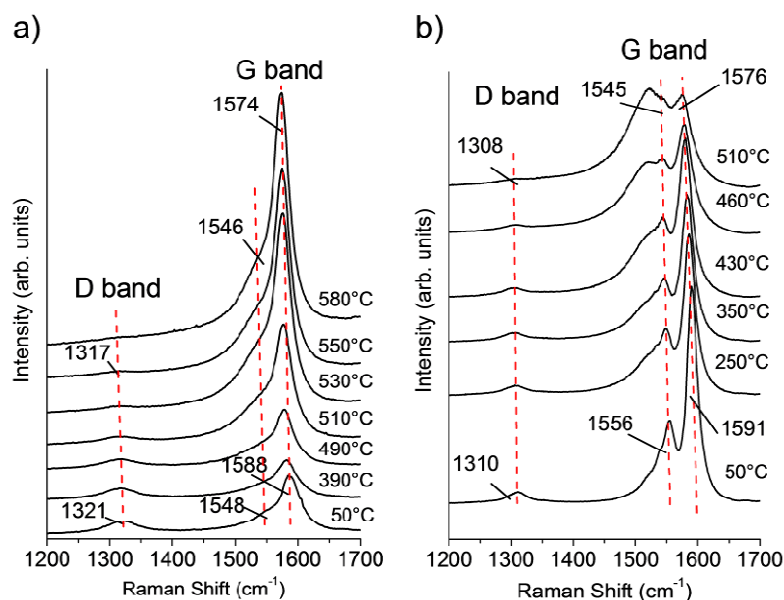 a)
G band
1574
1546
D band
1317
580°C
550°C
530°C
510°C
490°C
390°C
50°C
1588
1548
1321
Intensity (arb. units)
1200 1300 1400 1500 1600 1700
Raman Shift (cm⁻¹)
b)
G band
1545
1576
D band
1308
510°C
460°C
430°C
350°C
250°C
50°C
1556
1591
1310
Intensity (arb. units)
1200 1300 1400 1500 1600 1700
Raman Shift (cm⁻¹)